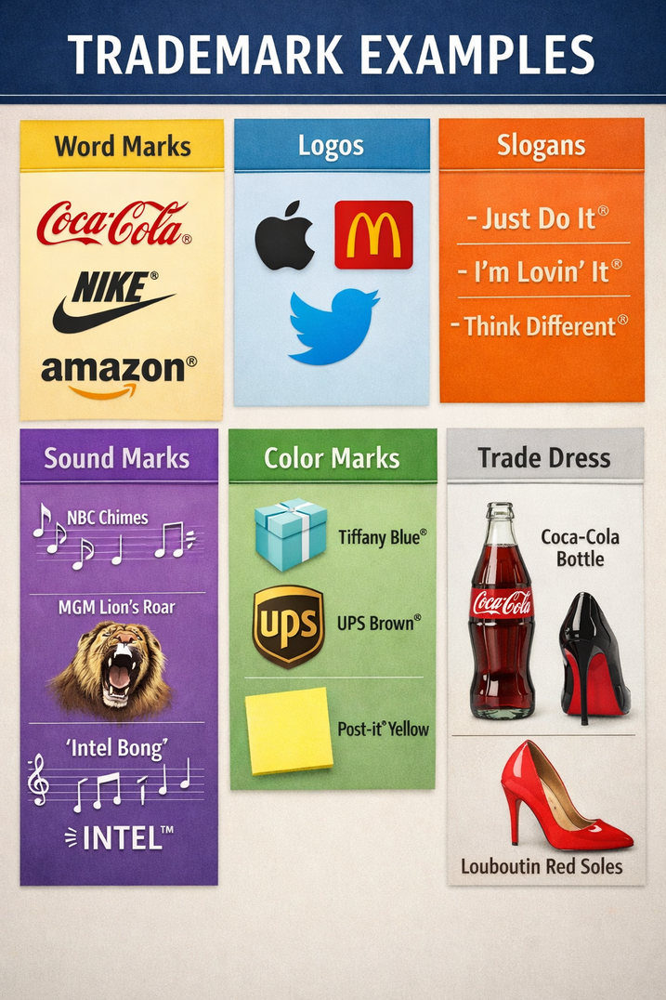 TRADEMARK EXAMPLES
Word Marks
Coca-Cola®
NIKE®
amazon®
Logos
Slogans
- Just Do It®
- I'm Lovin' It®
- Think Different®
Sound Marks
NBC Chimes
MGM Lion's Roar
'Intel Bong'
INTEL™
Color Marks
Tiffany Blue®
ups
UPS Brown®
Post-it® Yellow
Trade Dress
Coca-Cola
Bottle
Coca-Cola
Louboutin Red Soles